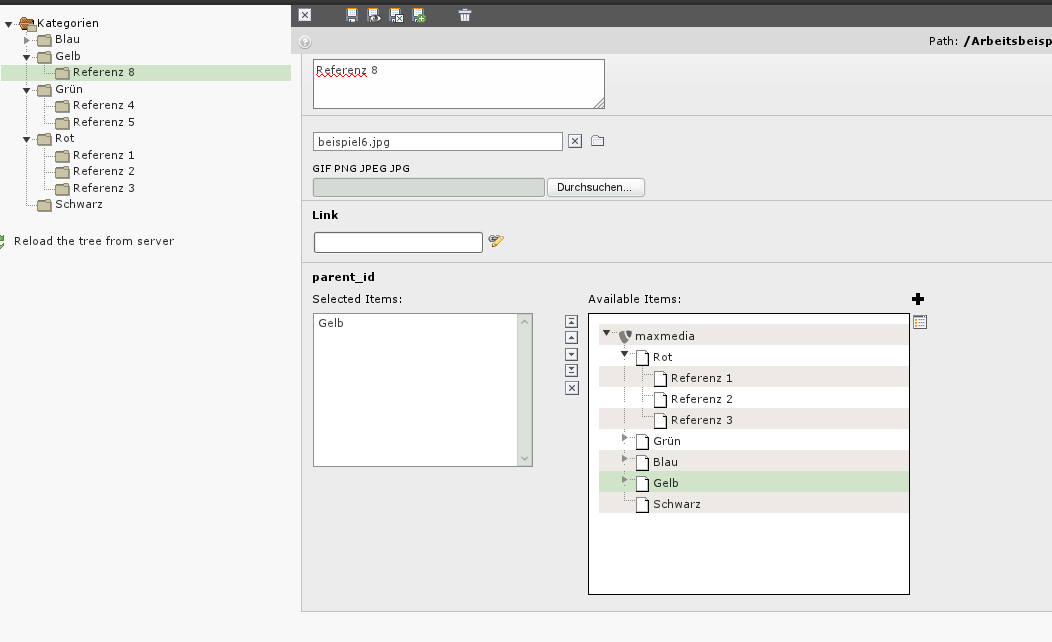 Kategorien
Blau
Gelb
Referenz 8
Grün
Referenz 4
Referenz 5
Rot
Referenz 1
Referenz 2
Referenz 3
Schwarz
Reload the tree from server
Path: /Arbeitsbeisp
Referenz 8
beispiel6.jpg
GIF PNG JPEG JPG
Durchsuchen...
Link
parent_id
Selected Items:
Gelb
Available Items:
maxmedia
Rot
Referenz 1
Referenz 2
Referenz 3
Grün
Blau
Gelb
Schwarz